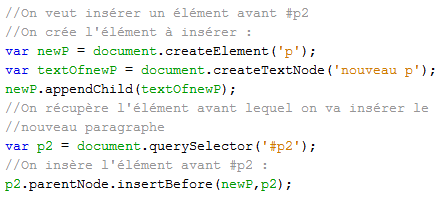 //On veut insérer un élément avant #p2
//On crée l'élément à insérer :
var newP = document.createElement('p');
var textOfnewP = document.createTextNode('nouveau p');
newP.appendChild(textOfnewP);
//On récupère l'élément avant lequel on va insérer le
//nouveau paragraphe
var p2 = document.querySelector('#p2');
//On insère l'élément avant #p2 :
p2.parentNode.insertBefore(newP,p2);